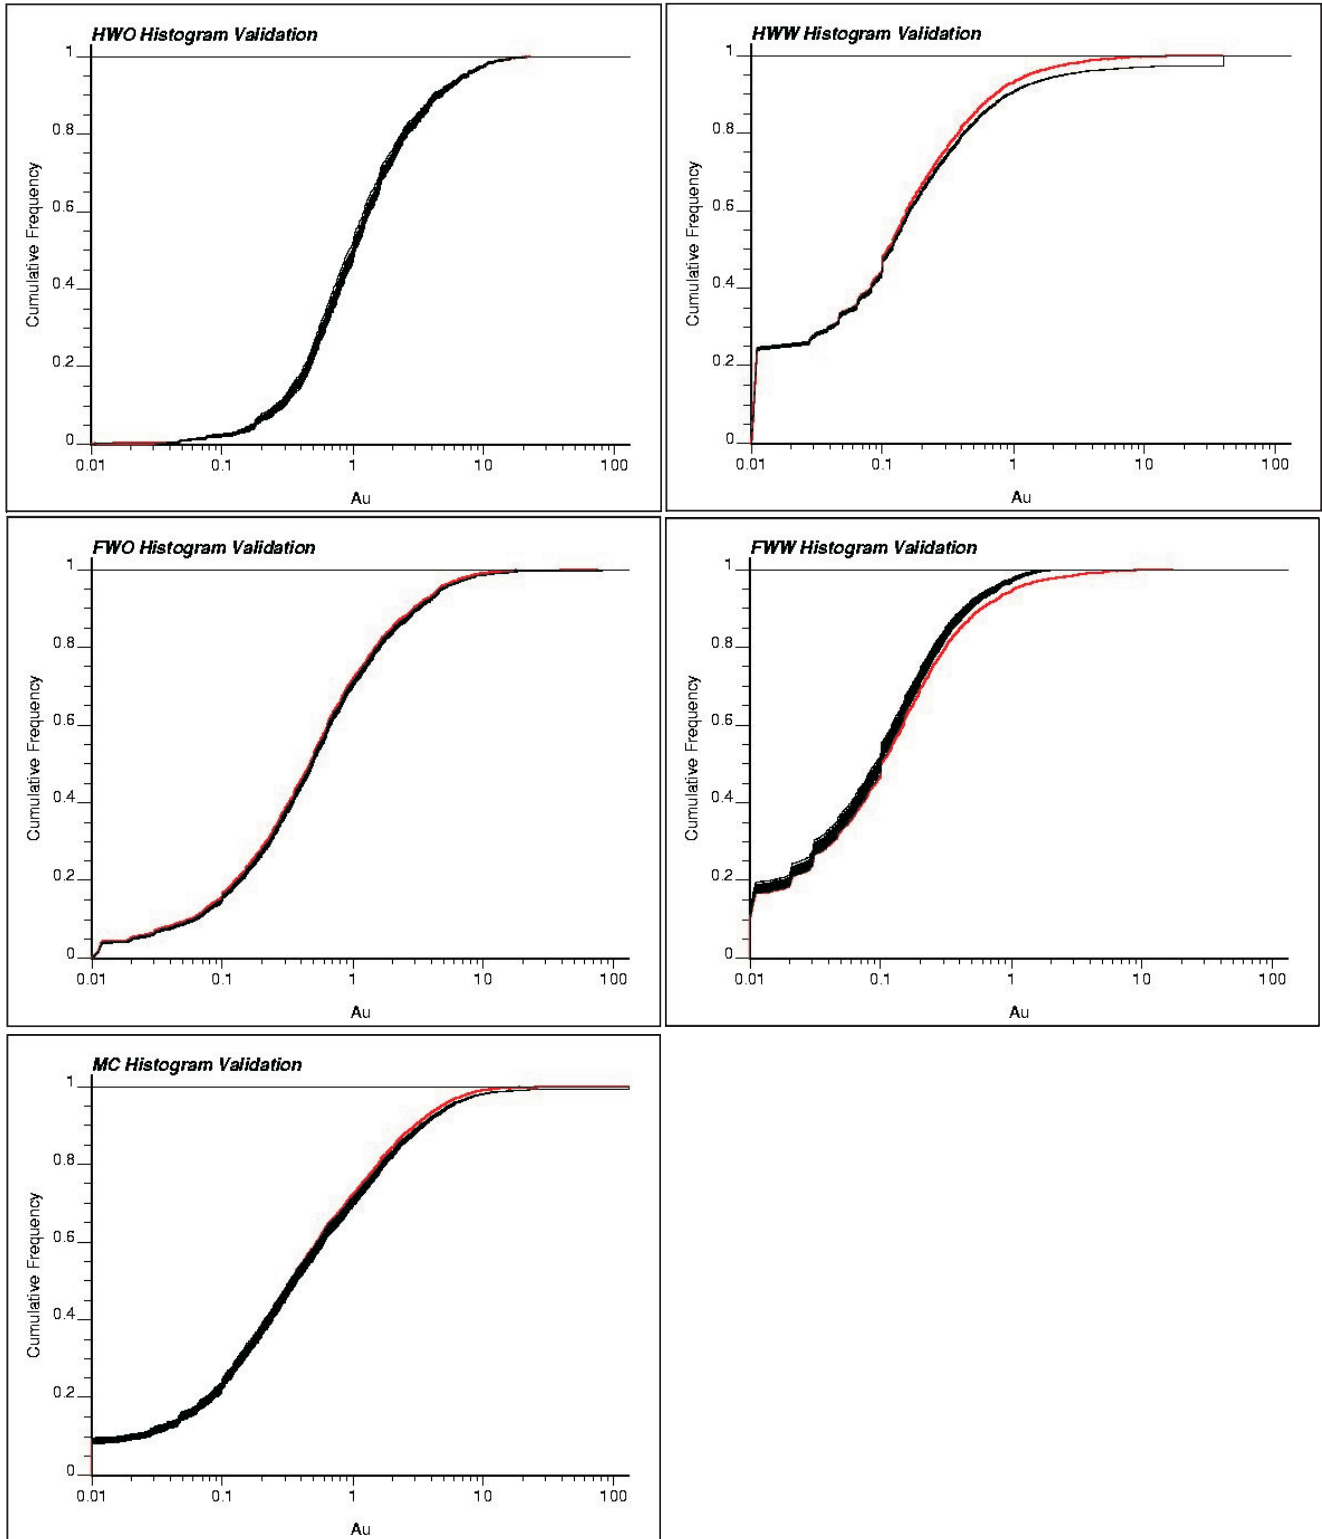 HWO Histogram Validation
1
0.8
0.6
0.4
0.2
0
Cumulative Frequency
0.01 0.1 1 10 100
Au
HWW Histogram Validation
1
0.8
0.6
0.4
0.2
0
Cumulative Frequency
0.01 0.1 1 10 100
Au
FWO Histogram Validation
1
0.8
0.6
0.4
0.2
0
Cumulative Frequency
0.01 0.1 1 10 100
Au
FWW Histogram Validation
1
0.8
0.6
0.4
0.2
0
Cumulative Frequency
0.01 0.1 1 10 100
Au
MC Histogram Validation
1
0.8
0.6
0.4
0.2
0
Cumulative Frequency
0.01 0.1 1 10 100
Au